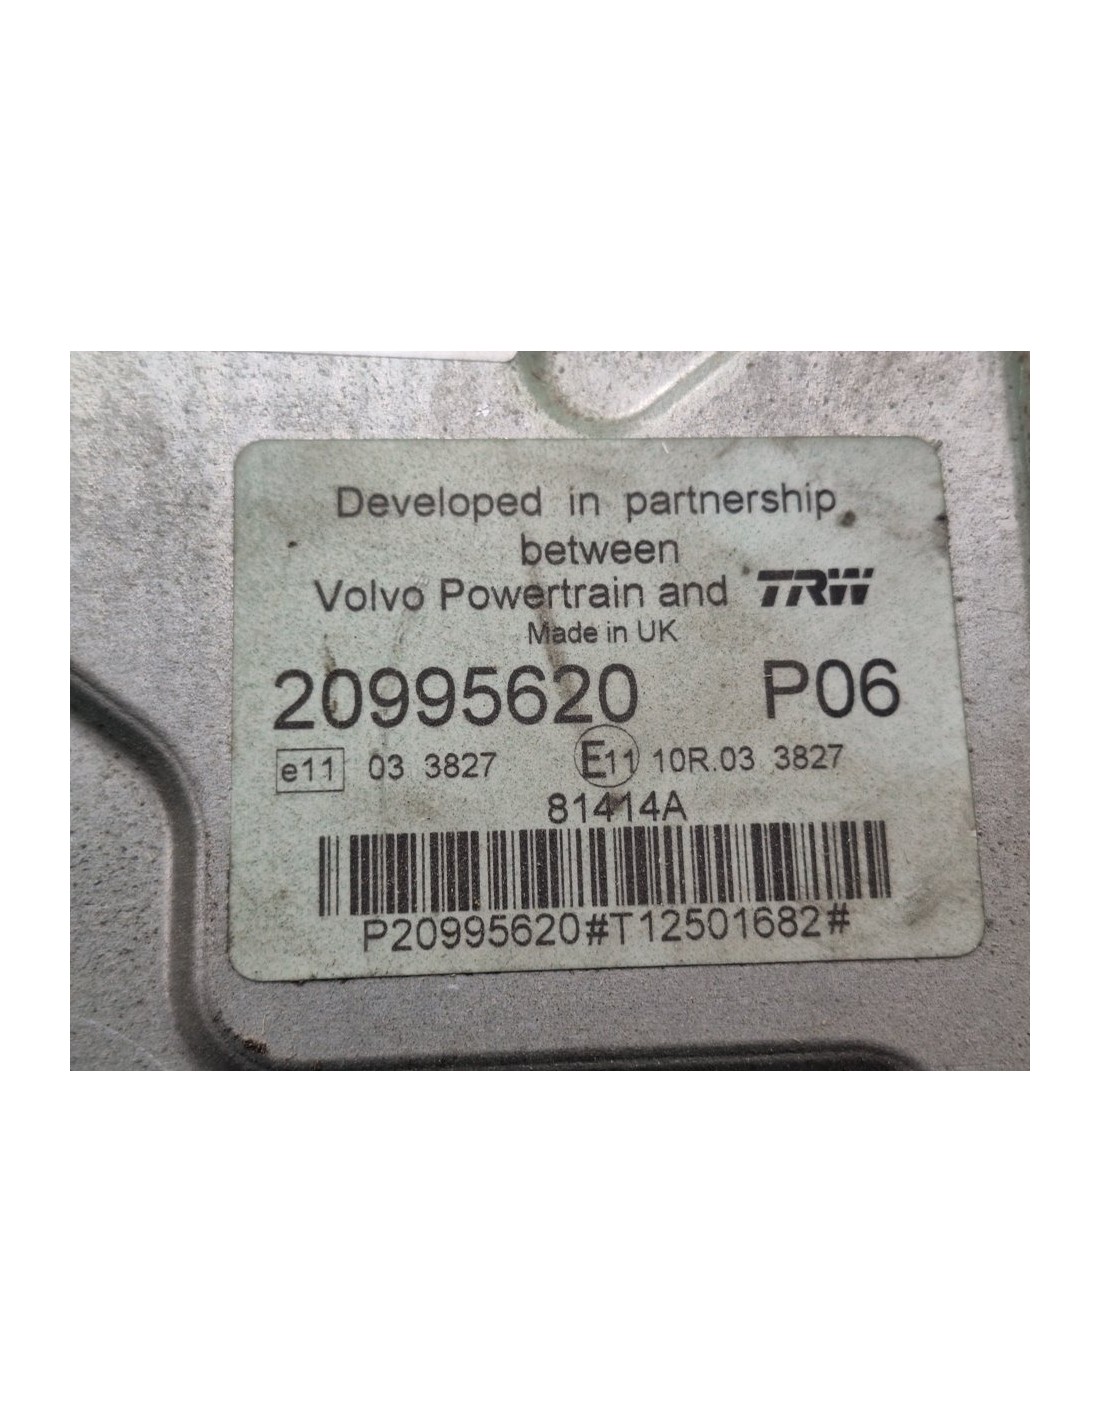 Developed in partnership
between
Volvo Powertrain and TRW
Made in UK
20995620 P06
e11 03 3827 E11 10R.03 3827
81414A
P20995620#T12501682#